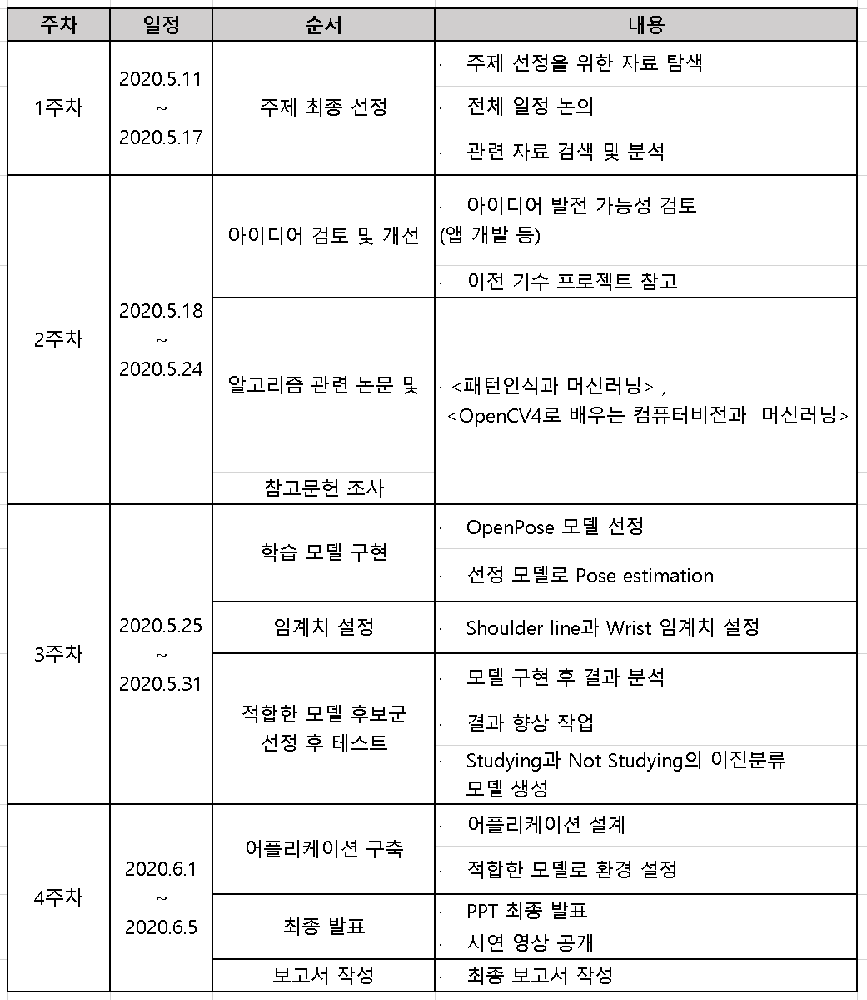 주차 일정 순서 내용
1주차
2020.5.11
~
2020.5.17
주제 최종 선정
· 주제 선정을 위한 자료 탐색
· 전체 일정 논의
· 관련 자료 검색 및 분석
2주차
2020.5.18
~
2020.5.24
아이디어 검토 및 개선
· 아이디어 발전 가능성 검토
(앱 개발 등)
· 이전 기수 프로젝트 참고
알고리즘 관련 논문 및
참고문헌 조사
· <패턴인식과 머신러닝> ,
<OpenCV4로 배우는 컴퓨터비전과 머신러닝>
3주차
2020.5.25
~
2020.5.31
학습 모델 구현
· OpenPose 모델 선정
· 선정 모델로 Pose estimation
임계치 설정
· Shoulder line과 Wrist 임계치 설정
적합한 모델 후보군
선정 후 테스트
· 모델 구현 후 결과 분석
· 결과 향상 작업
· Studying과 Not Studying의 이진분류
모델 생성
4주차
2020.6.1
~
2020.6.5
어플리케이션 구축
· 어플리케이션 설계
· 적합한 모델로 환경 설정
최종 발표
· PPT 최종 발표
· 시연 영상 공개
보고서 작성
· 최종 보고서 작성